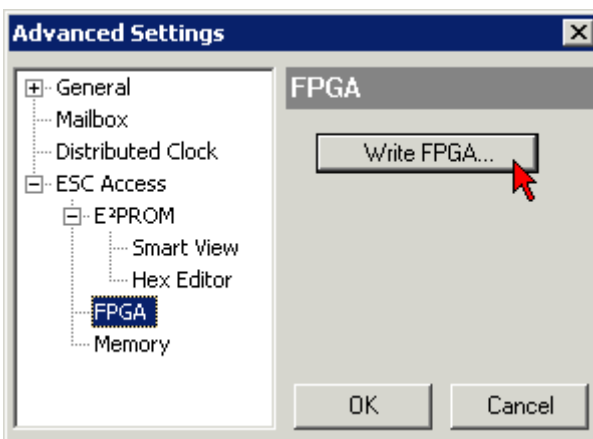 Advanced Settings
General
Mailbox
Distributed Clock
ESC Access
E²PROM
Smart View
Hex Editor
FPGA
Memory
FPGA
Write FPGA...
OK
Cancel